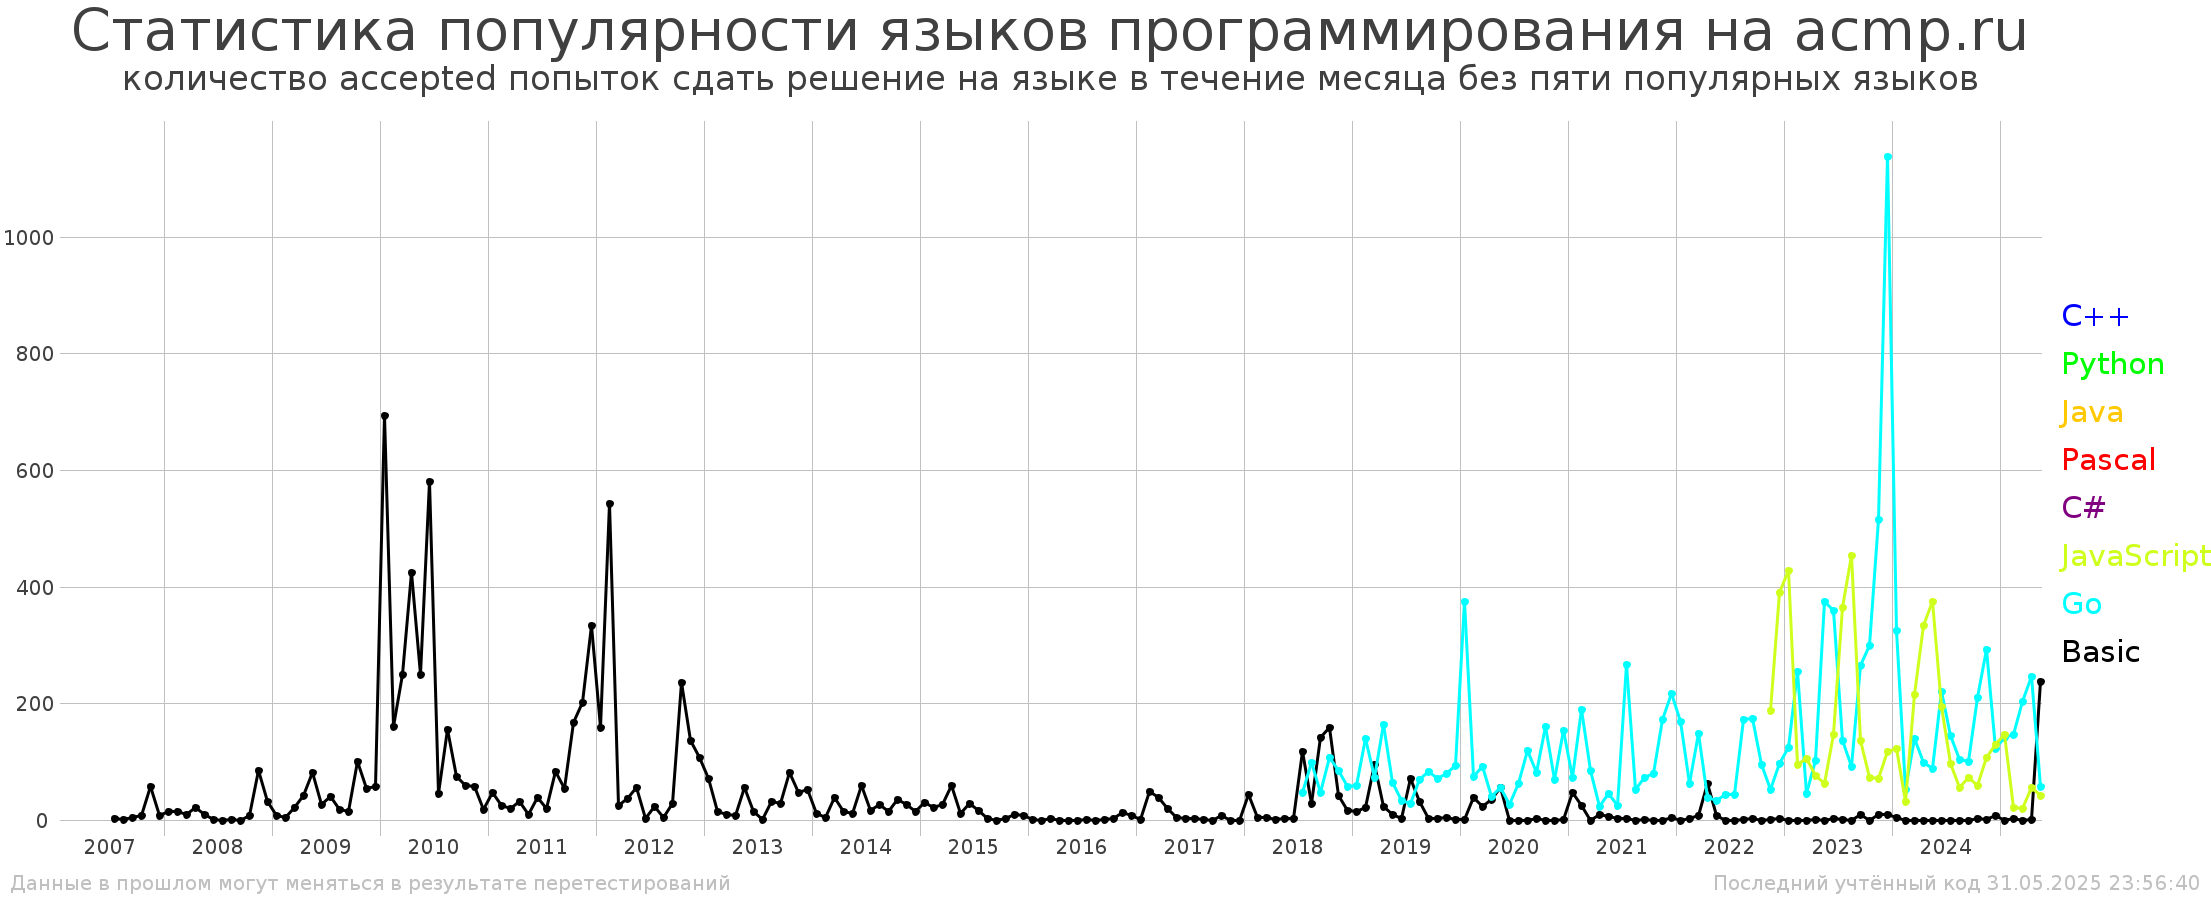 Статистика популярности языков программирования на acmp.ru
количество accepted попыток сдать решение на языке в течение месяца без пяти популярных языков
1000
800
600
400
200
0
C++
Python
Java
Pascal
C#
JavaScript
Go
Basic
2007 2008 2009 2010 2011 2012 2013 2014 2015 2016 2017 2018 2019 2020 2021 2022 2023 2024
Данные в прошлом могут меняться в результате перетестирований
Последний учтённый код 31.05.2025 23:56:40